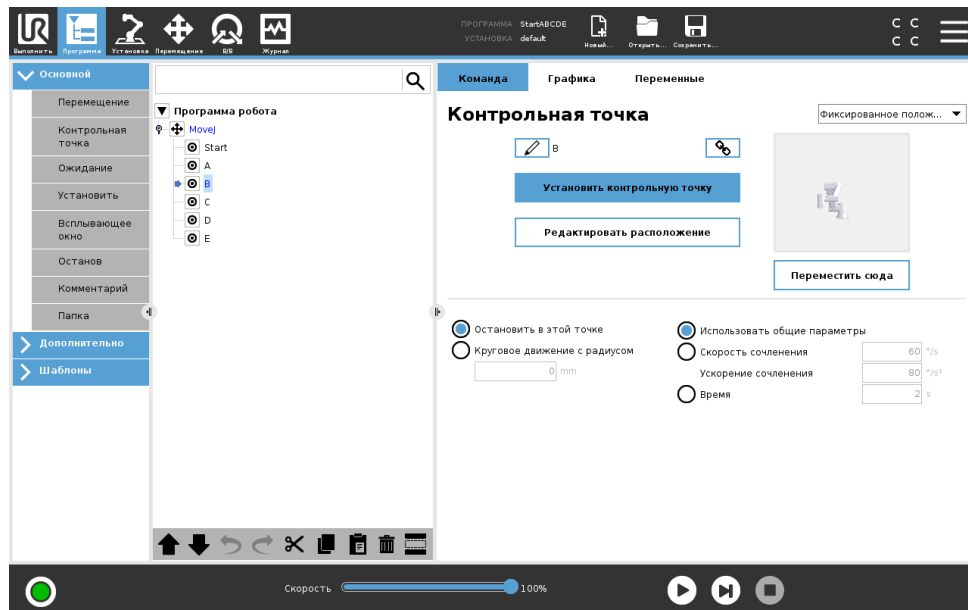 UR
Выполнить
Программа
Установка
Перемещение
В/В
Журнал
ПРОГРАММА StartABCDE
УСТАНОВКА default
Новый...
Открыть...
Сохранить...
C C
C C
Основной
Перемещение
Контрольная
точка
Ожидание
Установить
Всплывающее
окно
Останов
Комментарий
Папка
Дополнительно
Шаблоны
Программа робота
MoveJ
Start
A
B
C
D
E
Команда
Графика
Переменные
Контрольная точка
Фиксированное полож...
B
Установить контрольную точку
Редактировать расположение
Переместить сюда
Остановить в этой точке
Круговое движение с радиусом
0 mm
Использовать общие параметры
Скорость сочленения 60 °/s
Ускорение сочленения 80 °/s²
Время 2 s
Скорость 100%